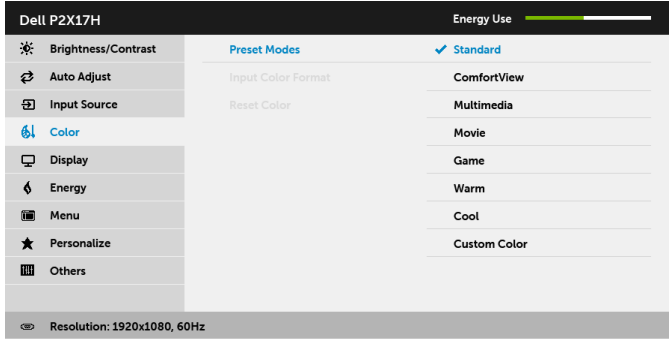 Dell P2X17H Energy Use
Brightness/Contrast Preset Modes Standard
Auto Adjust Input Color Format ComfortView
Input Source Reset Color Multimedia
Color Movie
Display Game
Energy Warm
Menu Cool
Personalize Custom Color
Others
Resolution: 1920x1080, 60Hz